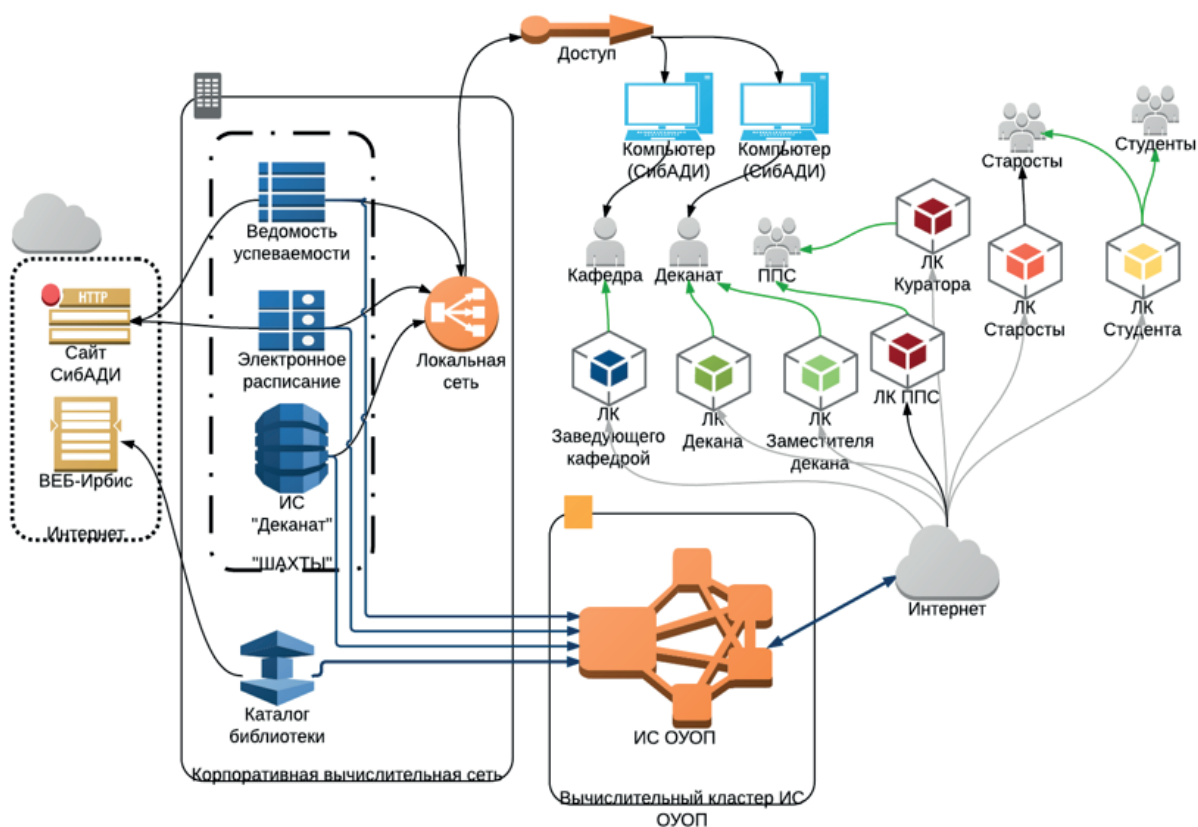 Доступ
Компьютер
(СибАДИ)
Компьютер
(СибАДИ)
Старосты
Студенты
Ведомость
успеваемости
Кафедра
Деканат
ППС
ЛК
Куратора
ЛК
Старосты
ЛК
Студента
HTTP
Сайт
СибАДИ
Электронное
расписание
Локальная
сеть
ЛК
Заведующего
кафедрой
ЛК
Декана
ЛК
Заместителя
декана
ЛК ППС
ВЕБ-Ирбис
Интернет
ИС
"Деканат"
"ШАХТЫ"
Интернет
Каталог
библиотеки
ИС ОУОП
Корпоративная вычислительная сеть
Вычислительный кластер ИС
ОУОП